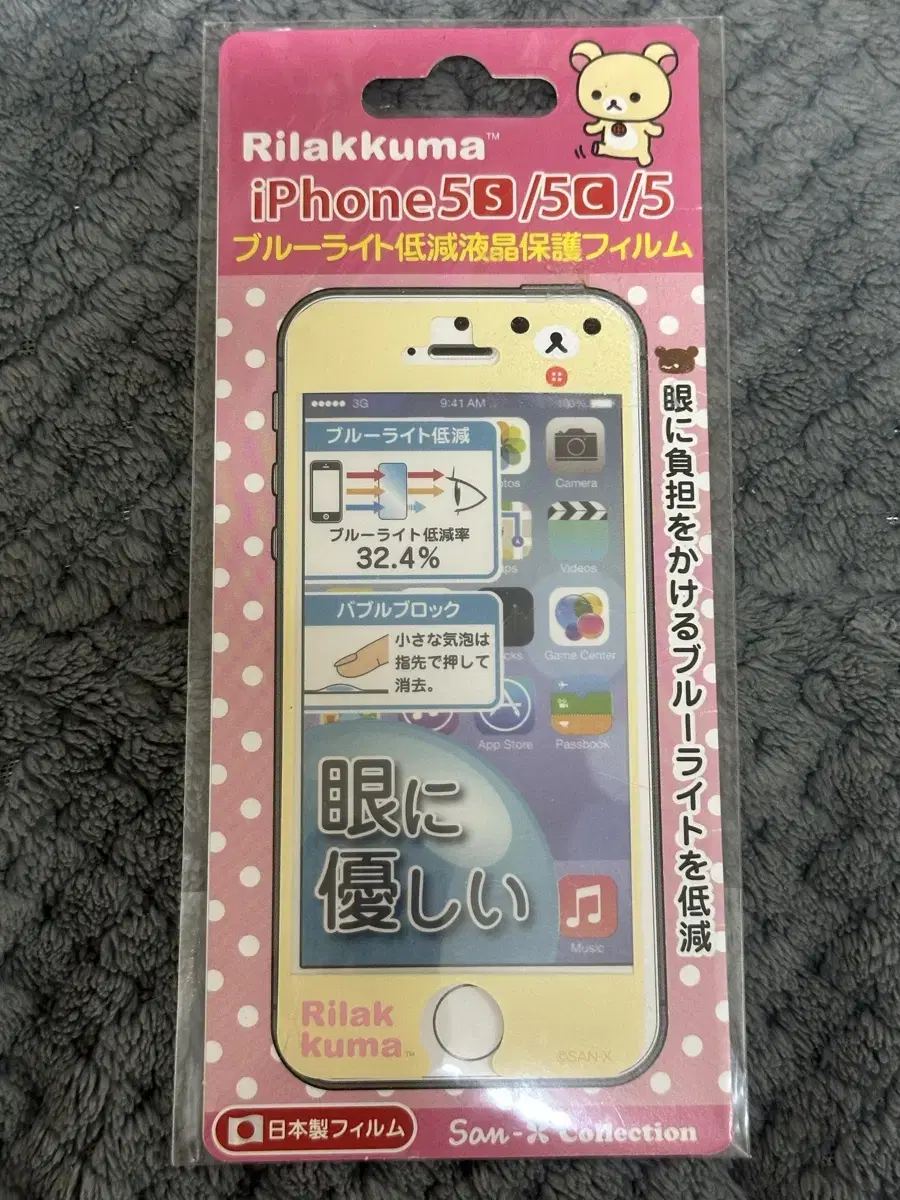 Rilakkuma™
iPhone5S/5C/5
ブルーライト低減液晶保護フィルム
眼に負担をかけるブルーライトを低減
3G 9:41 AM 100%
ブルーライト低減
ブルーライト低減率
32.4%
Camera
Videos
バブルブロック
小さな気泡は
指先で押して
消去。
Game Center
App Store
Passbook
眼に
優しい
Music
Rilak
kuma™
©SAN-X
日本製フィルム
San-X Collection